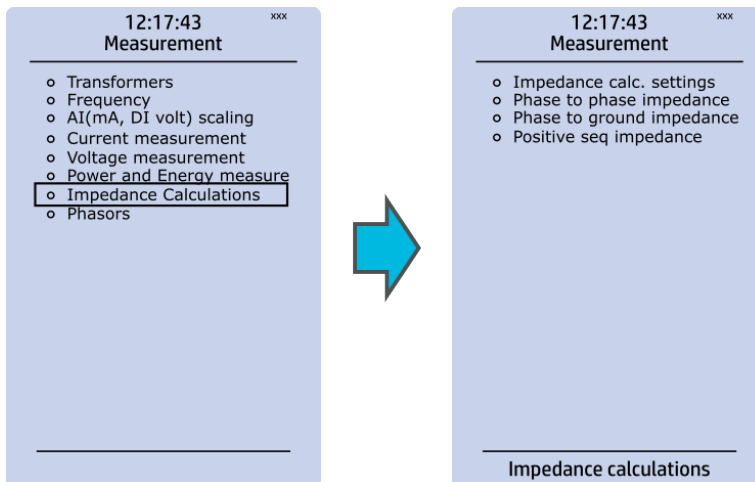 12:17:43
xxx
Measurement
Transformers
Frequency
AI(mA, DI volt) scaling
Current measurement
Voltage measurement
Power and Energy measure
Impedance Calculations
Phasors
12:17:43
xxx
Measurement
Impedance calc. settings
Phase to phase impedance
Phase to ground impedance
Positive seq impedance
Impedance calculations